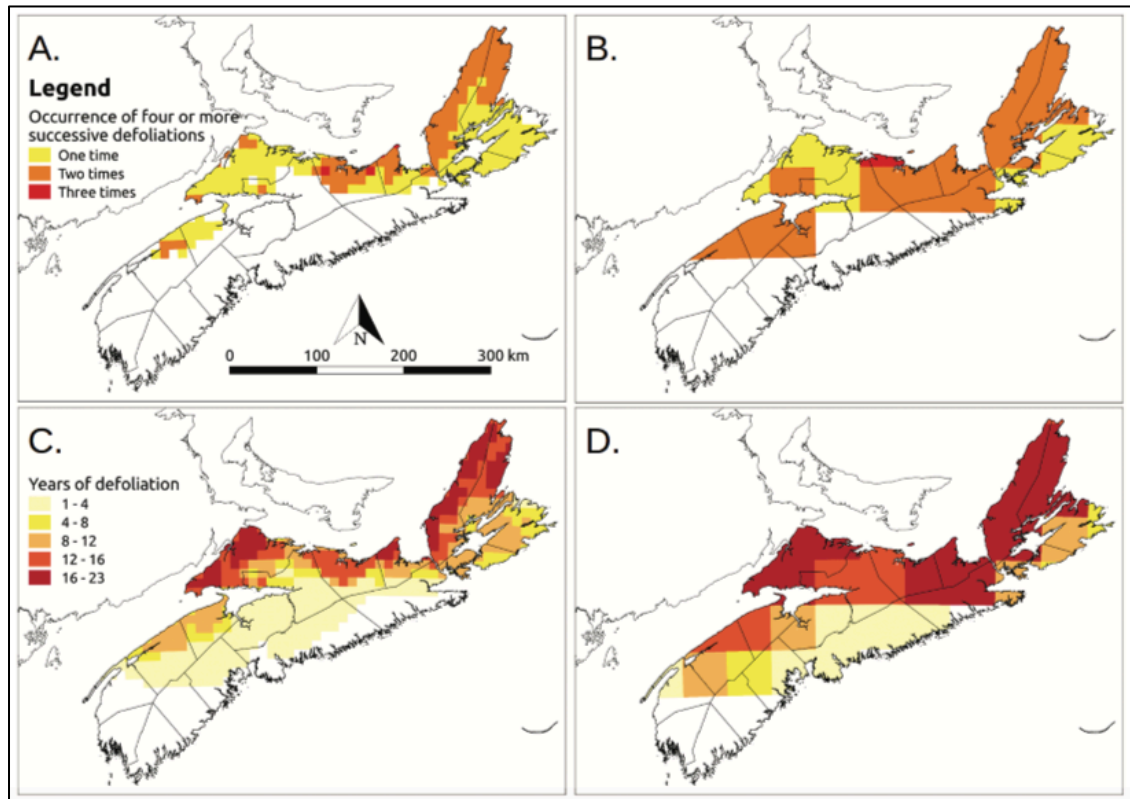 A.
Legend
Occurrence of four or more
successive defoliations
One time
Two times
Three times
N
0 100 200 300 km
B.
C.
Years of defoliation
1 - 4
4 - 8
8 - 12
12 - 16
16 - 23
D.